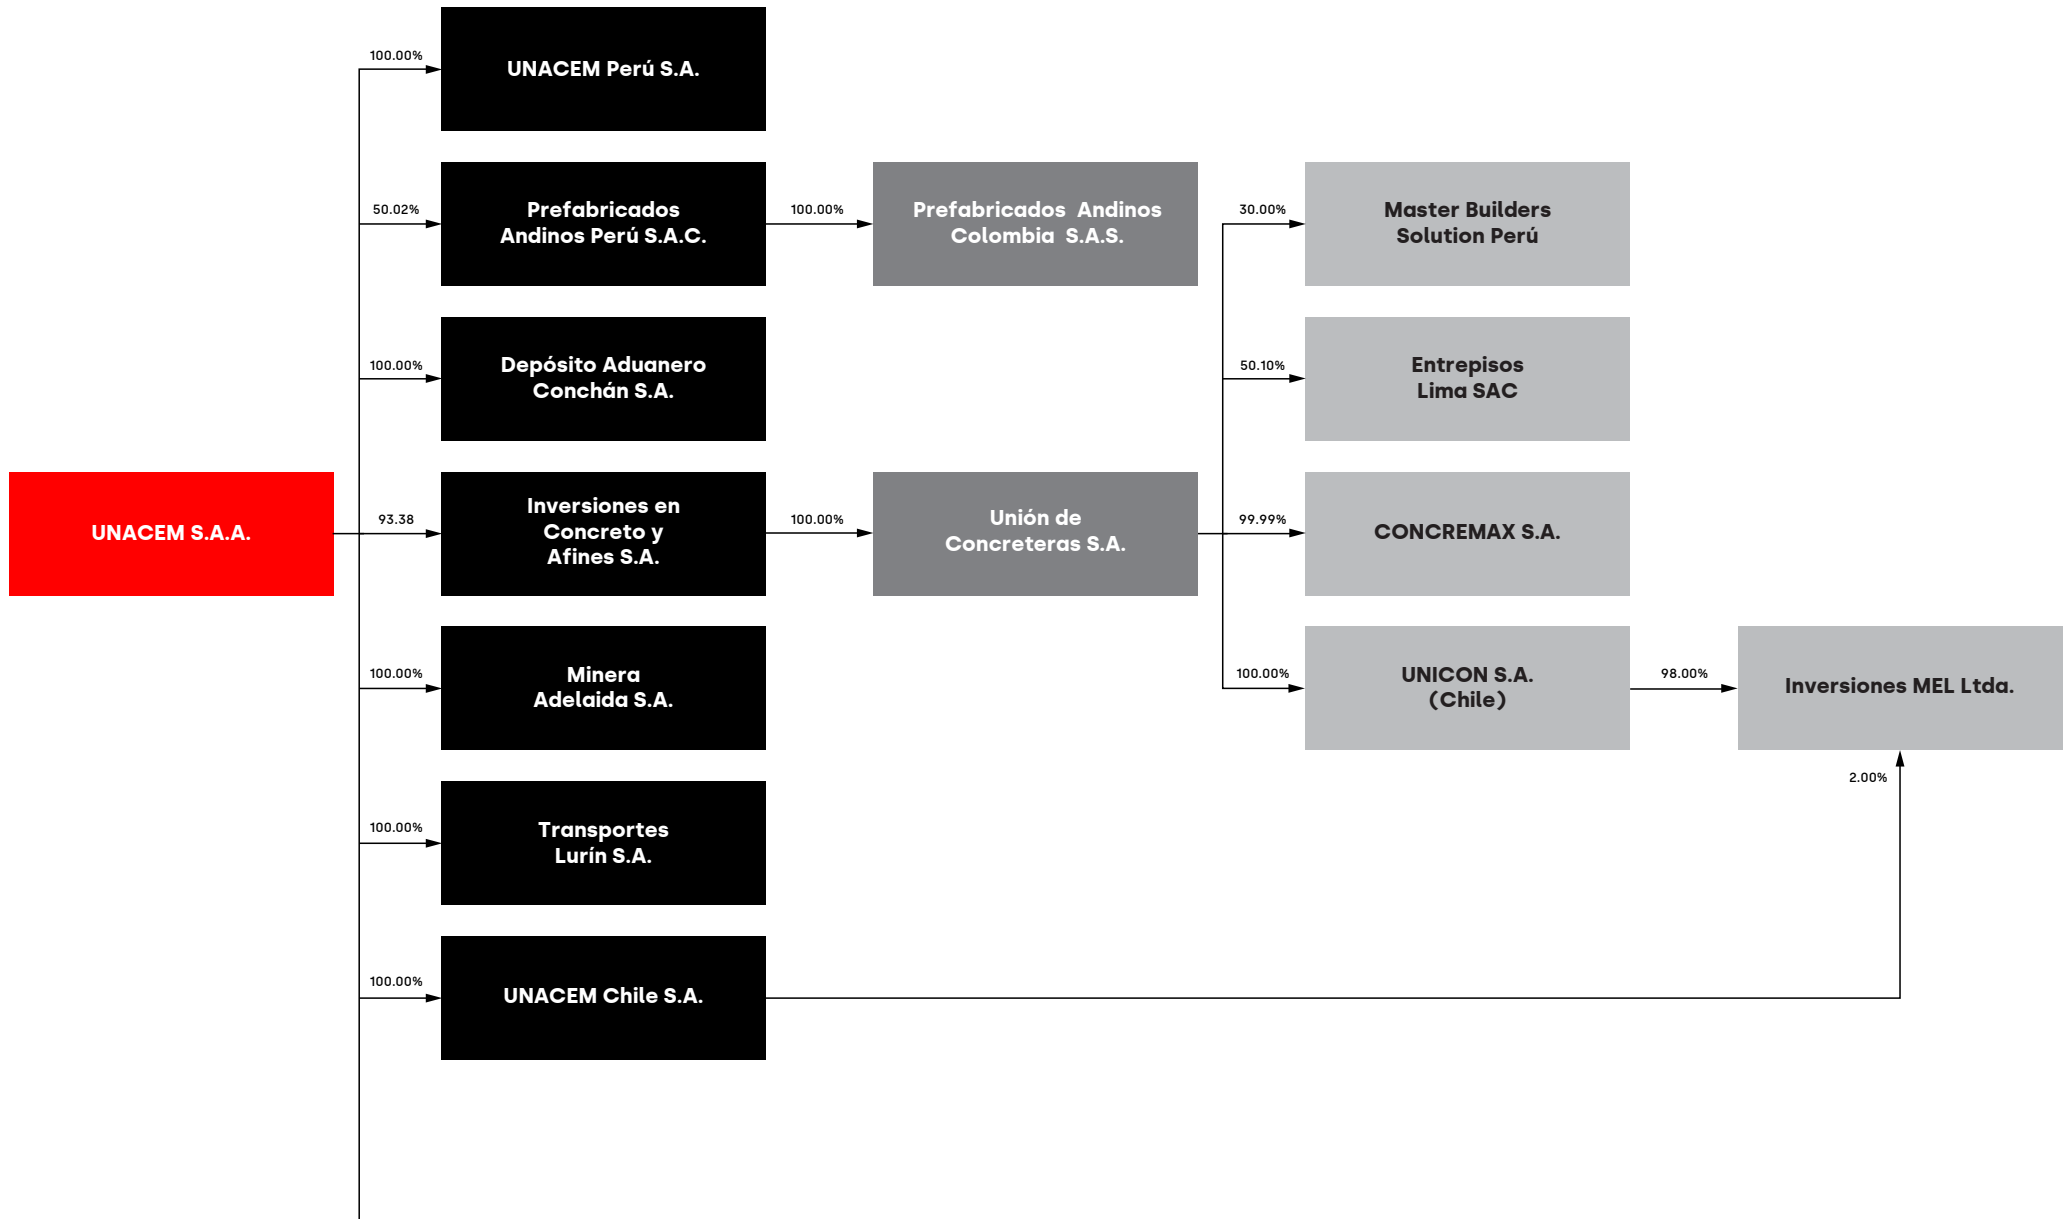 100.00%
UNACEM Perú S.A.
50.02%
Prefabricados
Andinos Perú S.A.C.
100.00%
Prefabricados Andinos
Colombia S.A.S.
30.00%
Master Builders
Solution Perú
100.00%
Depósito Aduanero
Conchán S.A.
50.10%
Entrepisos
Lima SAC
UNACEM S.A.A.
93.38
Inversiones en
Concreto y
Afines S.A.
100.00%
Unión de
Concreteras S.A.
99.99%
CONCREMAX S.A.
100.00%
Minera
Adelaida S.A.
100.00%
UNICON S.A.
(Chile)
98.00%
Inversiones MEL Ltda.
2.00%
100.00%
Transportes
Lurín S.A.
100.00%
UNACEM Chile S.A.